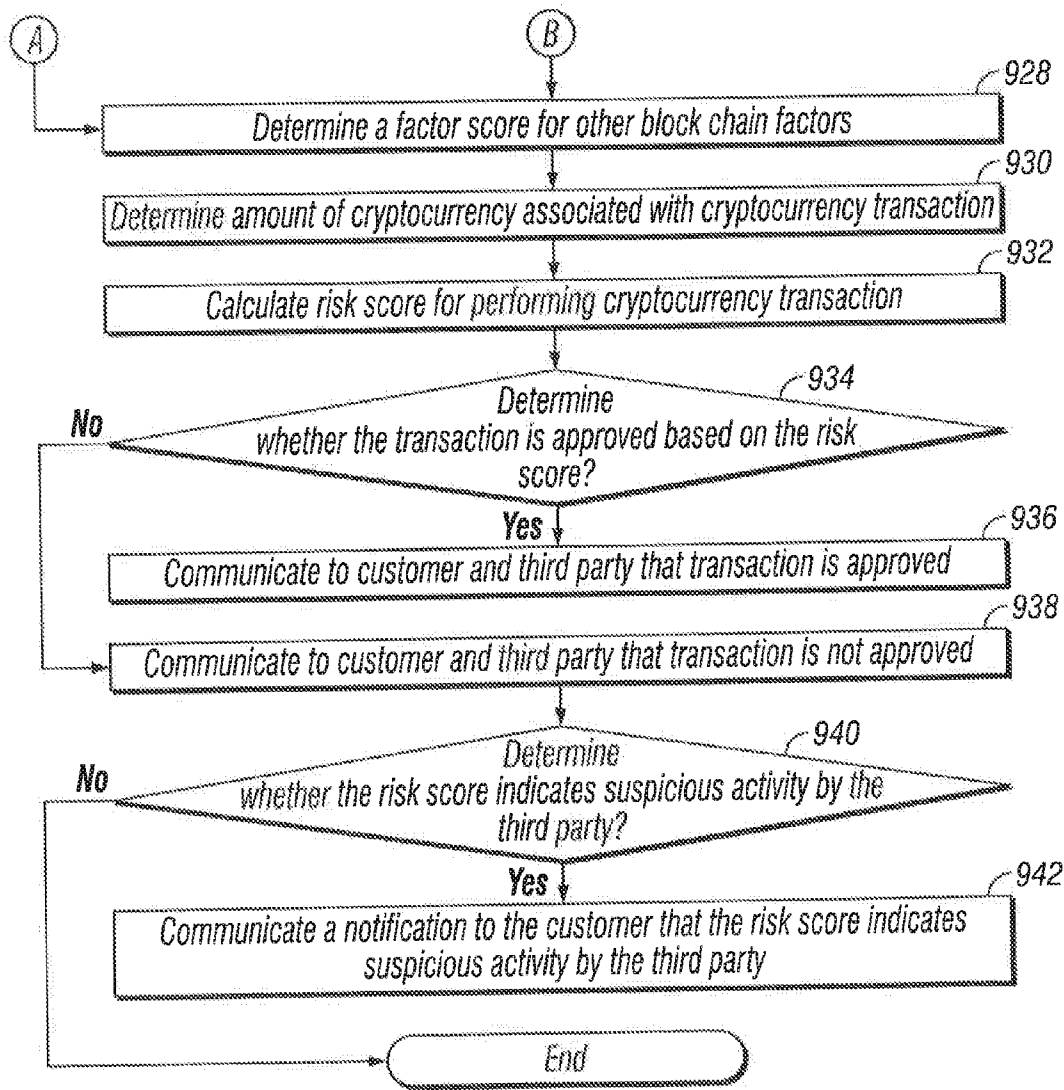 A
B
928
Determine a factor score for other block chain factors
930
Determine amount of cryptocurrency associated with cryptocurrency transaction
932
Calculate risk score for performing cryptocurrency transaction
934
Determine
whether the transaction is approved based on the risk
score?
No
Yes
936
Communicate to customer and third party that transaction is approved
938
Communicate to customer and third party that transaction is not approved
940
Determine
whether the risk score indicates suspicious activity by the
third party?
No
Yes
942
Communicate a notification to the customer that the risk score indicates
suspicious activity by the third party
End